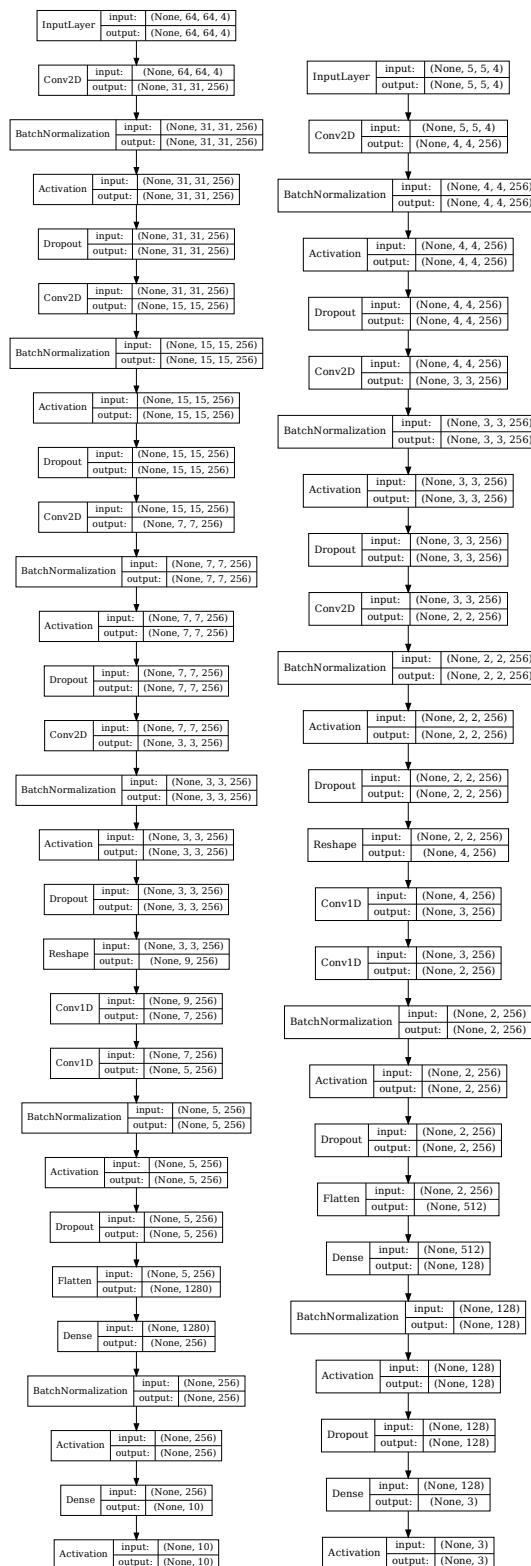 InputLayer
input: (None, 64, 64, 4)
output: (None, 64, 64, 4)
Conv2D
input: (None, 64, 64, 4)
output: (None, 31, 31, 256)
BatchNormalization
input: (None, 31, 31, 256)
output: (None, 31, 31, 256)
Activation
input: (None, 31, 31, 256)
output: (None, 31, 31, 256)
Dropout
input: (None, 31, 31, 256)
output: (None, 31, 31, 256)
Conv2D
input: (None, 31, 31, 256)
output: (None, 15, 15, 256)
BatchNormalization
input: (None, 15, 15, 256)
output: (None, 15, 15, 256)
Activation
input: (None, 15, 15, 256)
output: (None, 15, 15, 256)
Dropout
input: (None, 15, 15, 256)
output: (None, 15, 15, 256)
Conv2D
input: (None, 15, 15, 256)
output: (None, 7, 7, 256)
BatchNormalization
input: (None, 7, 7, 256)
output: (None, 7, 7, 256)
Activation
input: (None, 7, 7, 256)
output: (None, 7, 7, 256)
Dropout
input: (None, 7, 7, 256)
output: (None, 7, 7, 256)
Conv2D
input: (None, 7, 7, 256)
output: (None, 3, 3, 256)
BatchNormalization
input: (None, 3, 3, 256)
output: (None, 3, 3, 256)
Activation
input: (None, 3, 3, 256)
output: (None, 3, 3, 256)
Dropout
input: (None, 3, 3, 256)
output: (None, 3, 3, 256)
Reshape
input: (None, 3, 3, 256)
output: (None, 9, 256)
Conv1D
input: (None, 9, 256)
output: (None, 7, 256)
Conv1D
input: (None, 7, 256)
output: (None, 5, 256)
BatchNormalization
input: (None, 5, 256)
output: (None, 5, 256)
Activation
input: (None, 5, 256)
output: (None, 5, 256)
Dropout
input: (None, 5, 256)
output: (None, 5, 256)
Flatten
input: (None, 5, 256)
output: (None, 1280)
Dense
input: (None, 1280)
output: (None, 256)
BatchNormalization
input: (None, 256)
output: (None, 256)
Activation
input: (None, 256)
output: (None, 256)
Dense
input: (None, 256)
output: (None, 10)
Activation
input: (None, 10)
output: (None, 10)
InputLayer
input: (None, 5, 5, 4)
output: (None, 5, 5, 4)
Conv2D
input: (None, 5, 5, 4)
output: (None, 4, 4, 256)
BatchNormalization
input: (None, 4, 4, 256)
output: (None, 4, 4, 256)
Activation
input: (None, 4, 4, 256)
output: (None, 4, 4, 256)
Dropout
input: (None, 4, 4, 256)
output: (None, 4, 4, 256)
Conv2D
input: (None, 4, 4, 256)
output: (None, 3, 3, 256)
BatchNormalization
input: (None, 3, 3, 256)
output: (None, 3, 3, 256)
Activation
input: (None, 3, 3, 256)
output: (None, 3, 3, 256)
Dropout
input: (None, 3, 3, 256)
output: (None, 3, 3, 256)
Conv2D
input: (None, 3, 3, 256)
output: (None, 2, 2, 256)
BatchNormalization
input: (None, 2, 2, 256)
output: (None, 2, 2, 256)
Activation
input: (None, 2, 2, 256)
output: (None, 2, 2, 256)
Dropout
input: (None, 2, 2, 256)
output: (None, 2, 2, 256)
Reshape
input: (None, 2, 2, 256)
output: (None, 4, 256)
Conv1D
input: (None, 4, 256)
output: (None, 3, 256)
Conv1D
input: (None, 3, 256)
output: (None, 2, 256)
BatchNormalization
input: (None, 2, 256)
output: (None, 2, 256)
Activation
input: (None, 2, 256)
output: (None, 2, 256)
Dropout
input: (None, 2, 256)
output: (None, 2, 256)
Flatten
input: (None, 2, 256)
output: (None, 512)
Dense
input: (None, 512)
output: (None, 128)
BatchNormalization
input: (None, 128)
output: (None, 128)
Activation
input: (None, 128)
output: (None, 128)
Dropout
input: (None, 128)
output: (None, 128)
Dense
input: (None, 128)
output: (None, 3)
Activation
input: (None, 3)
output: (None, 3)